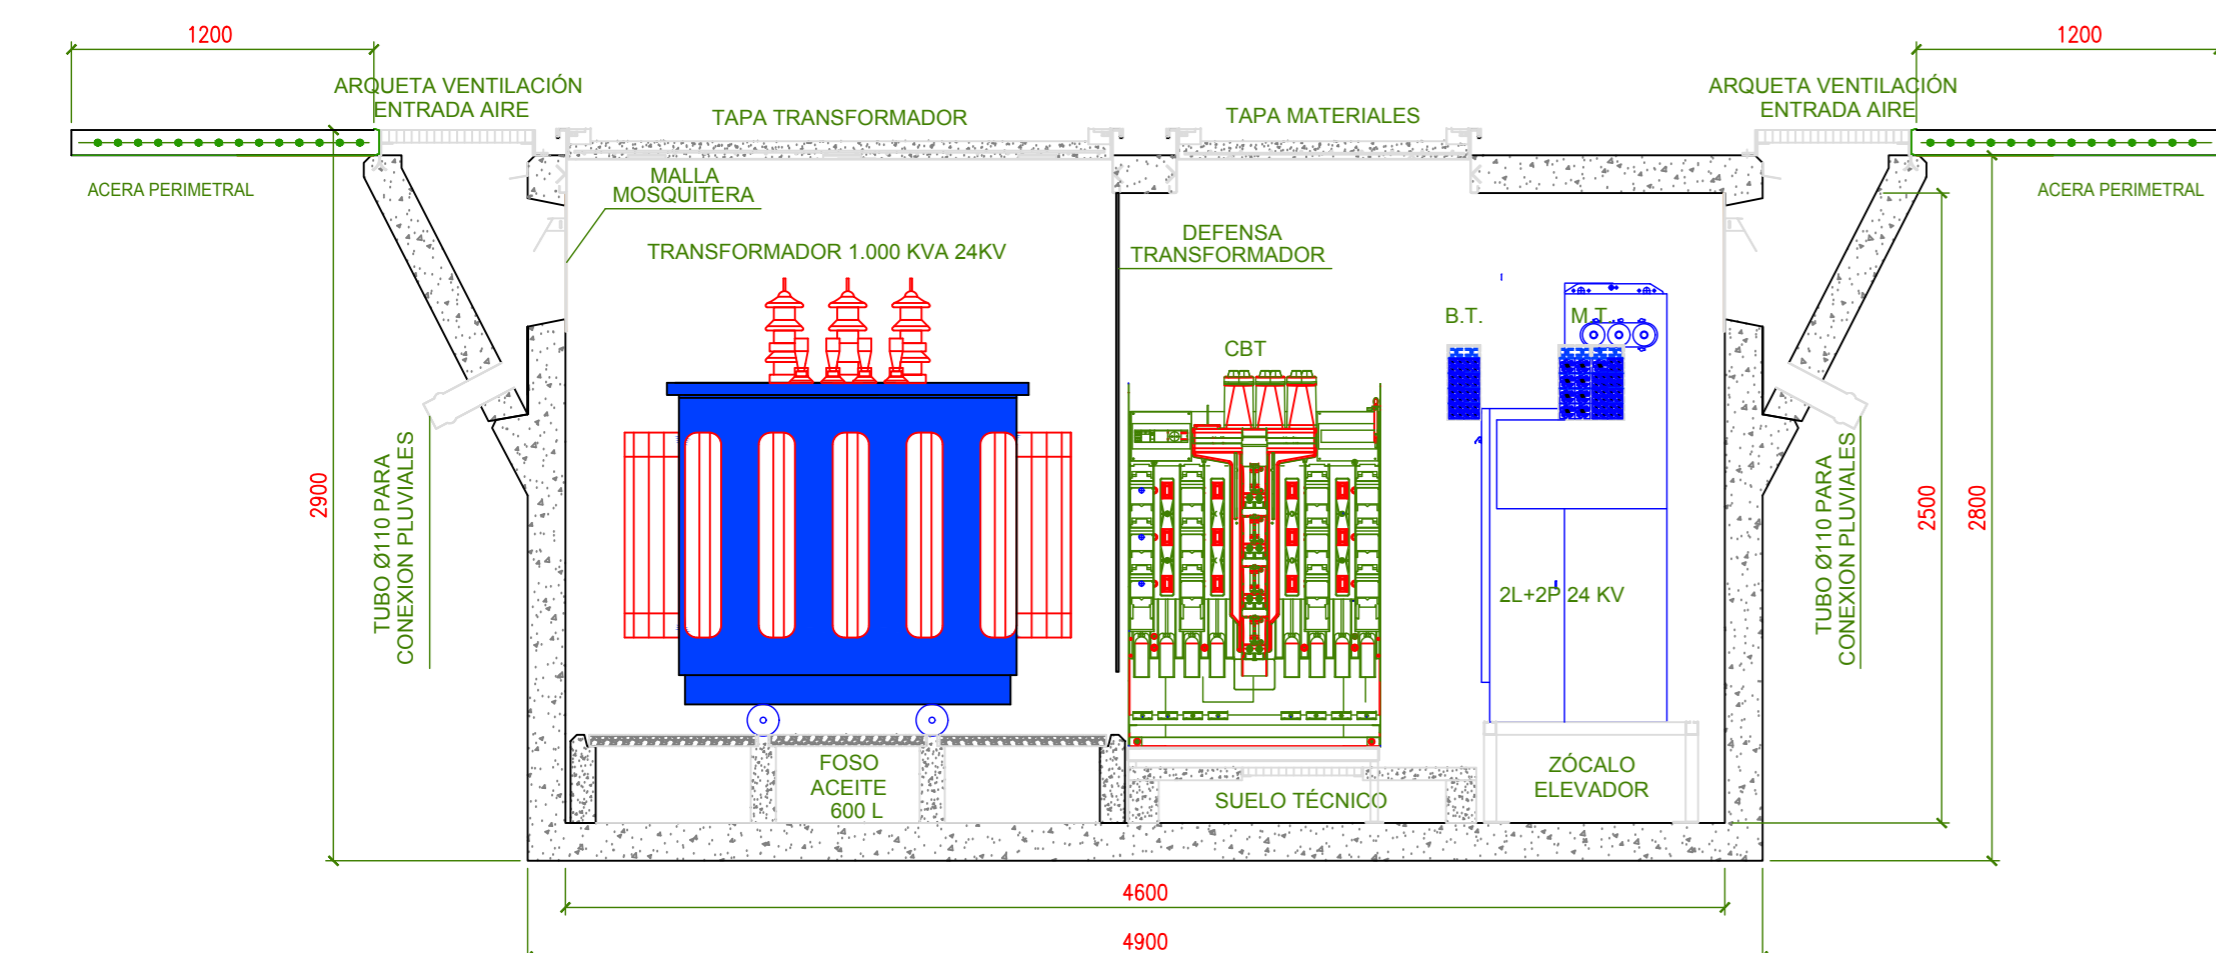 1200
1200
ARQUETA VENTILACIÓN
ENTRADA AIRE
TAPA TRANSFORMADOR
TAPA MATERIALES
ARQUETA VENTILACIÓN
ENTRADA AIRE
ACERA PERIMETRAL
MALLA
MOSQUITERA
ACERA PERIMETRAL
TRANSFORMADOR 1.000 KVA 24KV
DEFENSA
TRANSFORMADOR
B.T.
M.T.
CBT
2900
TUBO Ø110 PARA
CONEXION PLUVIALES
2L+2P 24 KV
TUBO Ø110 PARA
CONEXION PLUVIALES
2500
2800
FOSO
ACEITE
600 L
SUELO TÉCNICO
ZÓCALO
ELEVADOR
4600
4900